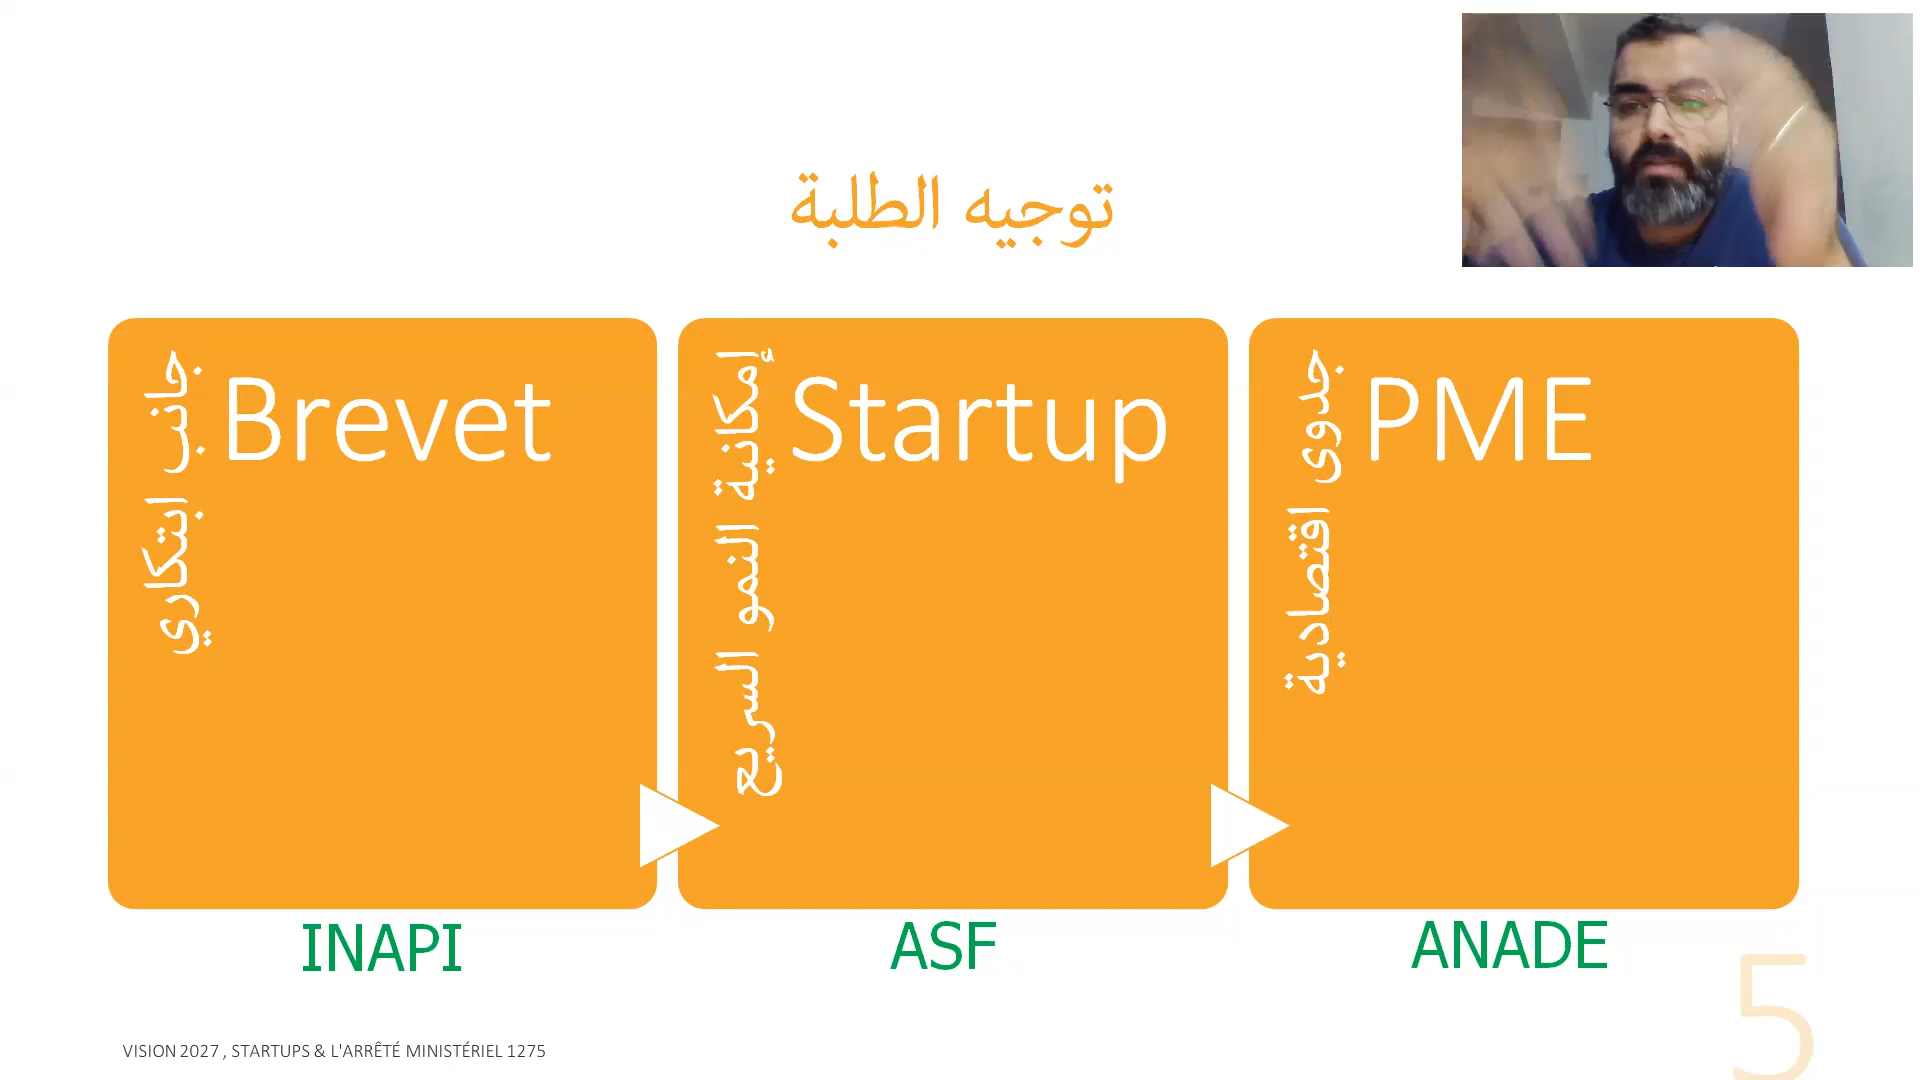 توجيه الطلبة
جانب ابتكاري
Brevet
إمكانية النمو السريع
Startup
جدوى اقتصادية
PME
INAPI
ASF
ANADE
VISION 2027 , STARTUPS & L'ARRÊTÉ MINISTÉRIEL 1275
5